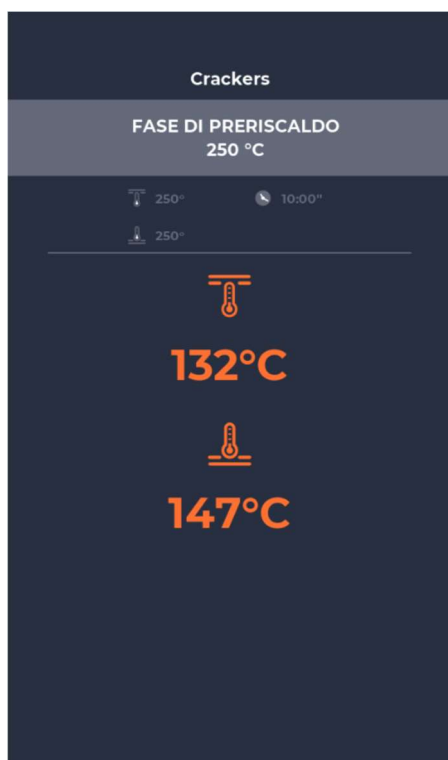 Crackers
FASE DI PRERISCALDO
250 °C
250° 10:00"
250°
132°C
147°C